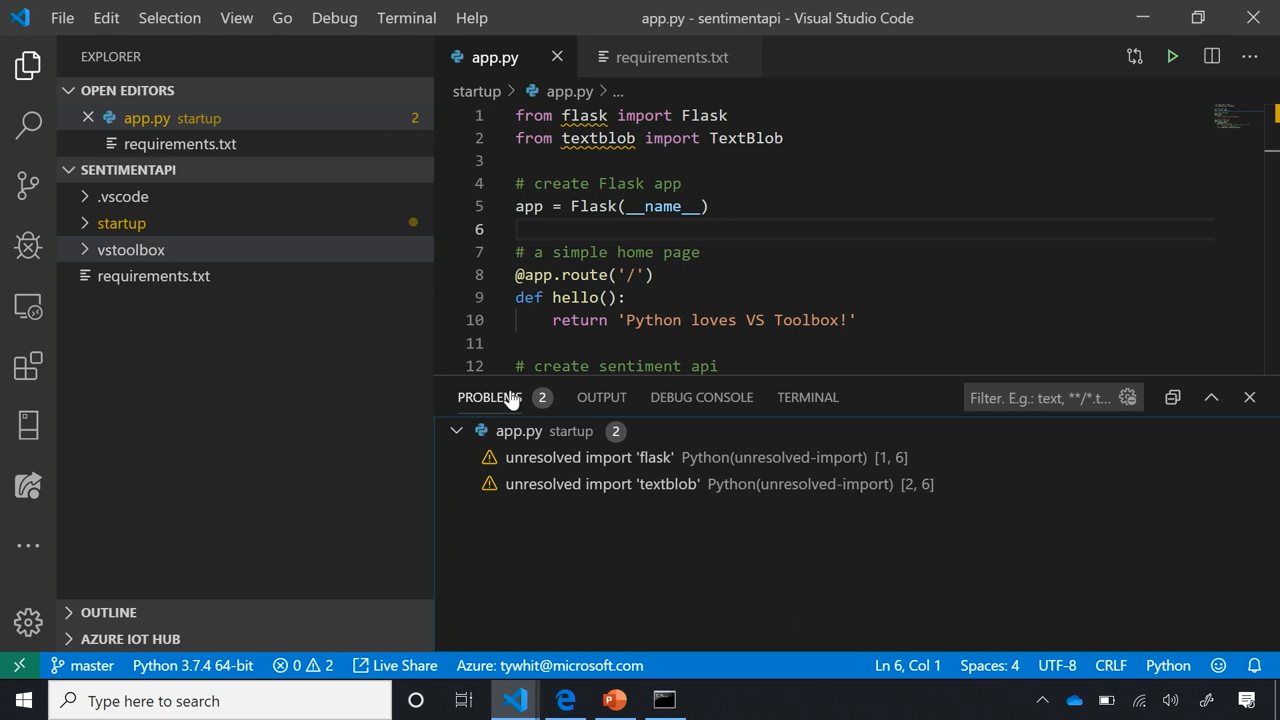 File Edit Selection View Go Debug Terminal Help
app.py - sentimentapi - Visual Studio Code
EXPLORER
OPEN EDITORS
app.py startup 2
requirements.txt
SENTIMENTAPI
.vscode
startup
vstoolbox
requirements.txt
OUTLINE
AZURE IOT HUB
app.py
requirements.txt
startup > app.py > ...
1 from flask import Flask
2 from textblob import TextBlob
3
4 # create Flask app
5 app = Flask(__name__)
6
7 # a simple home page
8 @app.route('/')
9 def hello():
10 return 'Python loves VS Toolbox!'
11
12 # create sentiment api
PROBLEMS 2 OUTPUT DEBUG CONSOLE TERMINAL
Filter. E.g.: text, **/*.t...
app.py startup 2
unresolved import 'flask' Python(unresolved-import) [1, 6]
unresolved import 'textblob' Python(unresolved-import) [2, 6]
master Python 3.7.4 64-bit 0 2 Live Share Azure: tywhit@microsoft.com Ln 6, Col 1 Spaces: 4 UTF-8 CRLF Python
Type here to search